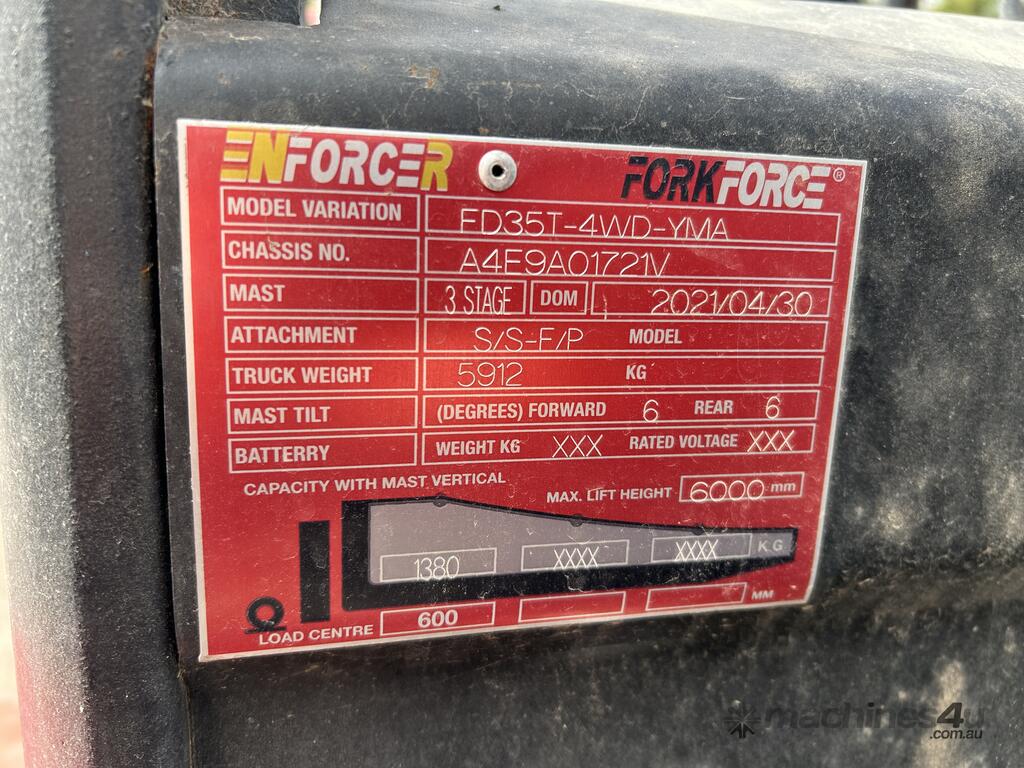 ENFORCER FORKFORCE®
MODEL VARIATION FD35T-4WD-YMA
CHASSIS NO. A4F9A01721V
MAST 3 STAGE DOM 2021/04/30
ATTACHMENT S/S-F/P MODEL
TRUCK WEIGHT 5912 KG
MAST TILT (DEGREES) FORWARD 6 REAR 6
BATTERRY WEIGHT KG XXX RATED VOLTAGE XXX
CAPACITY WITH MAST VERTICAL
MAX. LIFT HEIGHT 6000 mm
1380 XXXX XXXX KG
LOAD CENTRE 600 MM
machines4u
.com.au